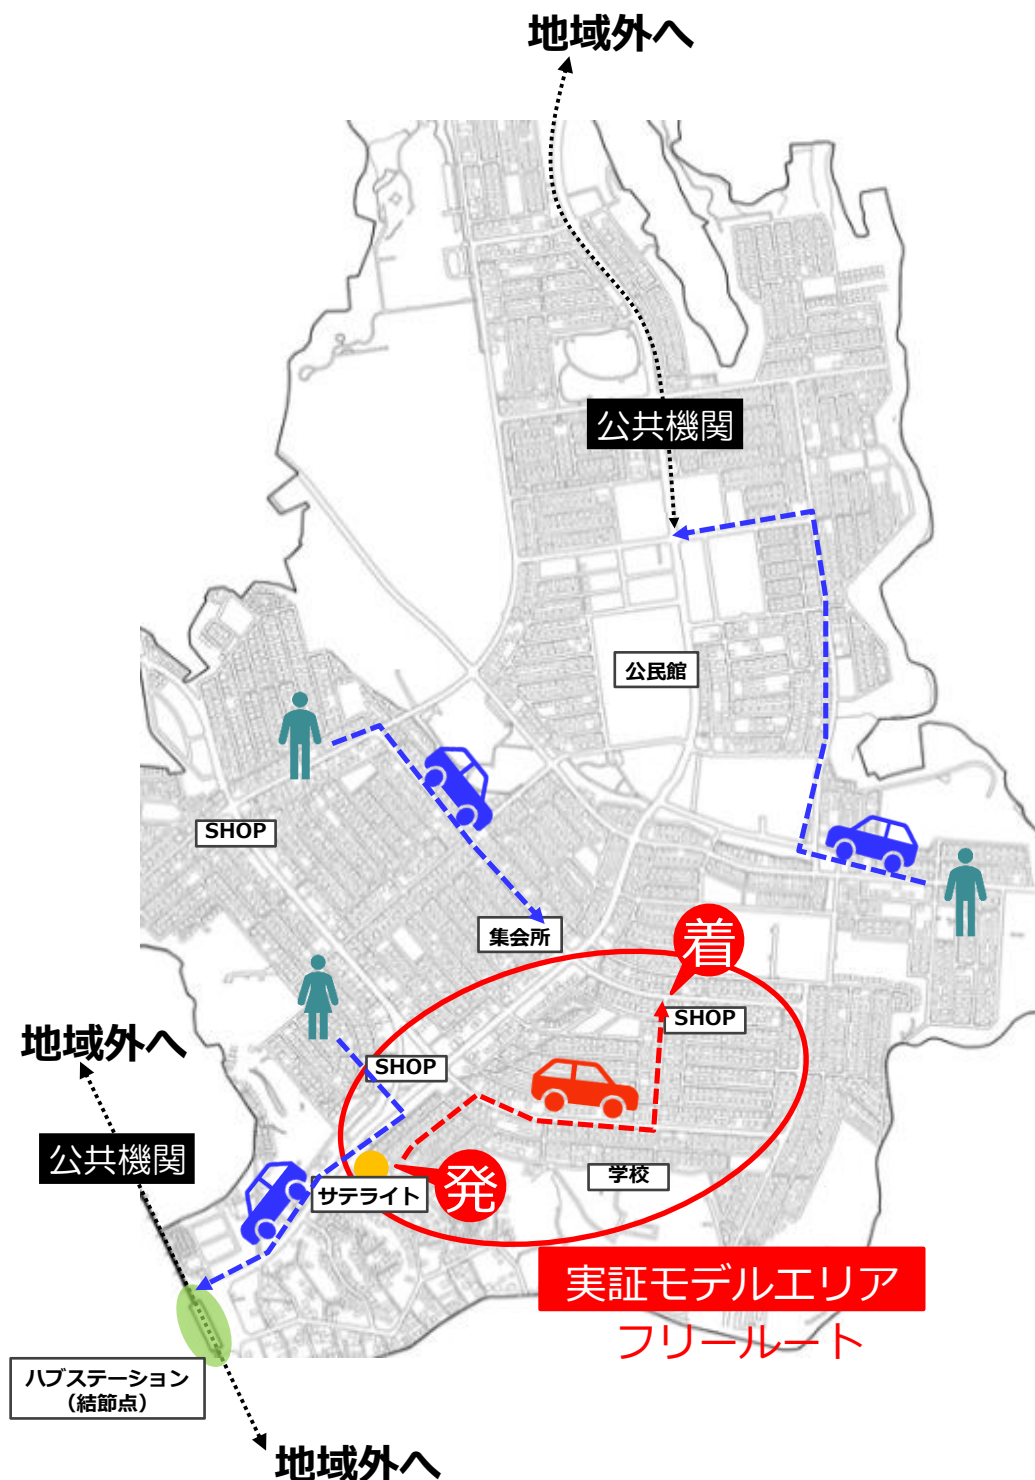 地域外へ
公共機関
公民館
SHOP
集会所
着
SHOP
地域外へ
SHOP
公共機関
発
学校
サテライト
実証モデルエリア
フリールート
ハブステーション
（結節点）
地域外へ